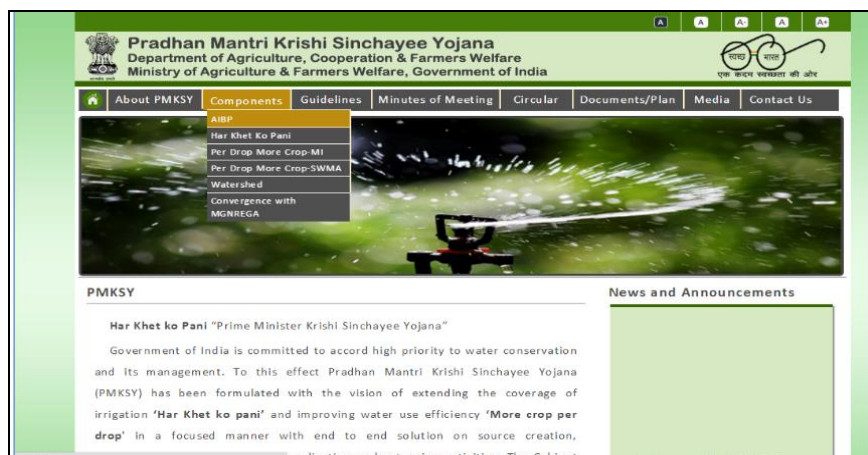 A A A- A A+
Pradhan Mantri Krishi Sinchayee Yojana
Department of Agriculture, Cooperation & Farmers Welfare
Ministry of Agriculture & Farmers Welfare, Government of India
स्वच्छ भारत
एक कदम स्वच्छता की ओर
About PMKSY Components Guidelines Minutes of Meeting Circular Documents/Plan Media Contact Us
AIBP
Har Khet Ko Pani
Per Drop More Crop-MI
Per Drop More Crop-SWMA
Watershed
Convergence with
MGNREGA
PMKSY
Har Khet ko Pani "Prime Minister Krishi Sinchayee Yojana"
Government of India is committed to accord high priority to water conservation
and its management. To this effect Pradhan Mantri Krishi Sinchayee Yojana
(PMKSY) has been formulated with the vision of extending the coverage of
irrigation 'Har Khet ko pani' and improving water use efficiency 'More crop per
drop' in a focused manner with end to end solution on source creation,
News and Announcements